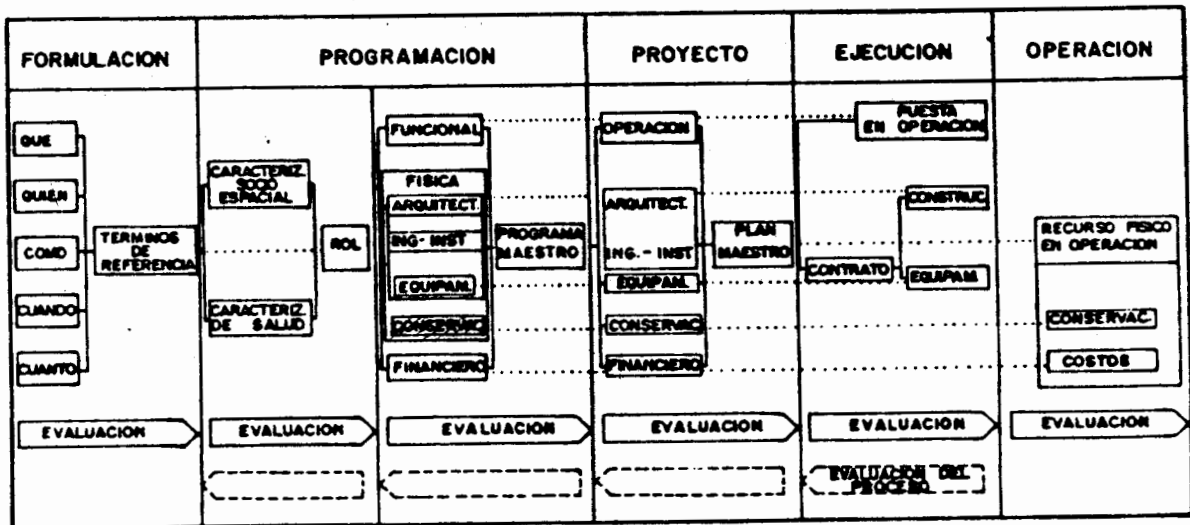 FORMULACION
PROGRAMACION
PROYECTO
EJECUCION
OPERACION
QUE
QUIEN
COMO
CUANDO
CUANTO
TERMINOS
DE
REFERENCIA
CARACTERIZ.
SOCIO
ESPACIAL
CARACTERIZ.
DE SALUD
ROL
FUNCIONAL
FISICA
ARQUITECT.
ING-INST
EQUIPAM.
CONSERVAC
FINANCIERO
PROGRAMA
MAESTRO
OPERACION
ARQUITECT.
ING.-INST
EQUIPAM.
CONSERVAC
FINANCIERO
PLAN
MAESTRO
PUESTA
EN OPERACION
CONTRATO
CONSTRUC.
EQUIPAM.
RECURSO FISICO
EN OPERACION
CONSERVAC.
COSTOS
EVALUACION
EVALUACION
EVALUACION
EVALUACION
EVALUACION
EVALUACION
EVALUACION DEL
PROCESO